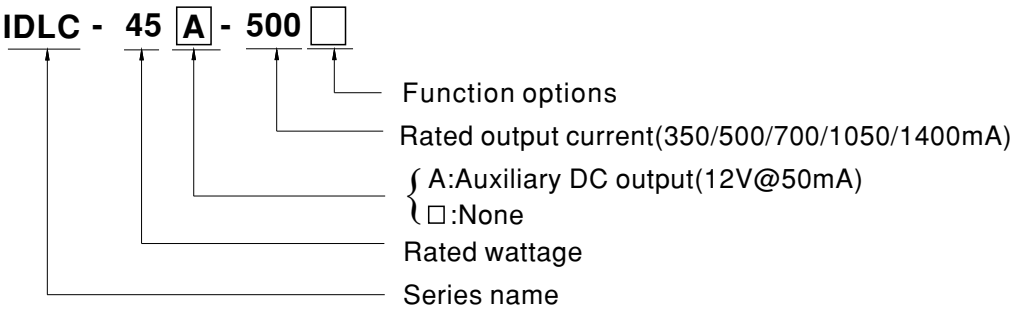 IDLC - 45 A - 500 □
Function options
Rated output current(350/500/700/1050/1400mA)
A:Auxiliary DC output(12V@50mA)
□:None
Rated wattage
Series name